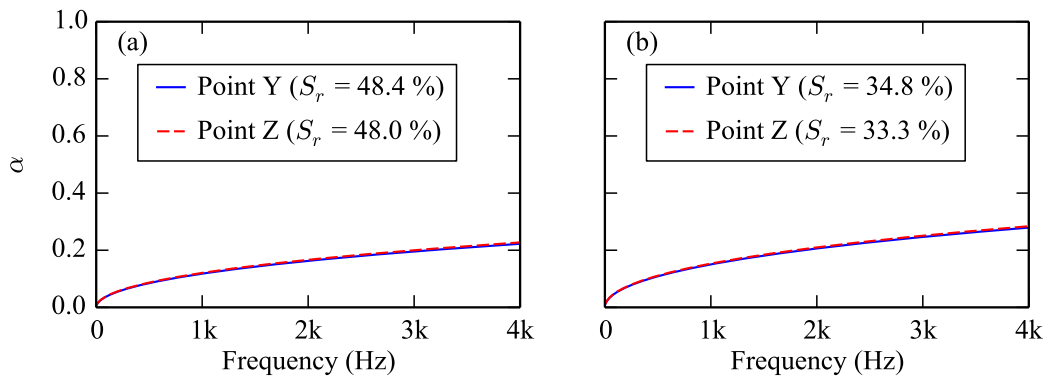 (a)
Point Y (Sᵣ = 48.4 %)
Point Z (Sᵣ = 48.0 %)
α
1.0
0.8
0.6
0.4
0.2
0.0
0 1k 2k 3k 4k
Frequency (Hz)
(b)
Point Y (Sᵣ = 34.8 %)
Point Z (Sᵣ = 33.3 %)
0 1k 2k 3k 4k
Frequency (Hz)